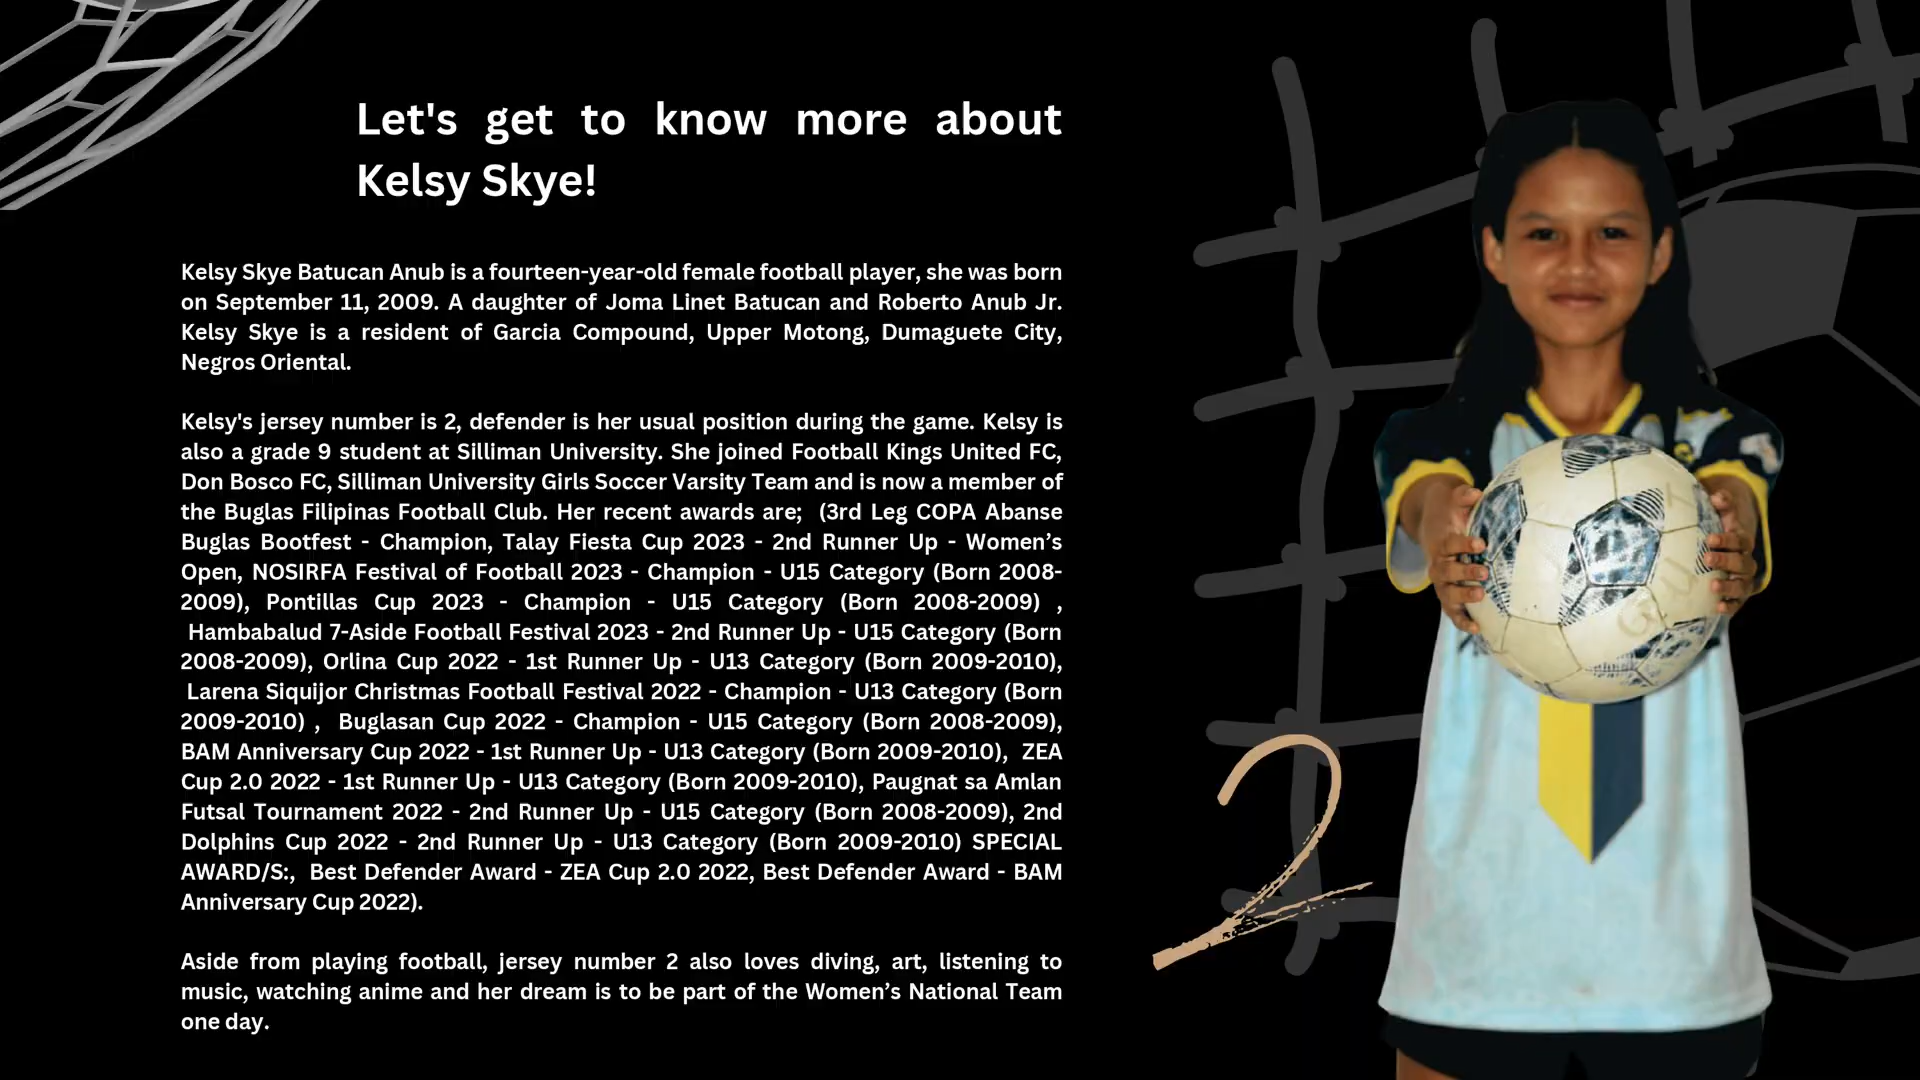 Let's get to know more about
Kelsy Skye!
Kelsy Skye Batucan Anub is a fourteen-year-old female football player, she was born
on September 11, 2009. A daughter of Joma Linet Batucan and Roberto Anub Jr.
Kelsy Skye is a resident of Garcia Compound, Upper Motong, Dumaguete City,
Negros Oriental.
Kelsy's jersey number is 2, defender is her usual position during the game. Kelsy is
also a grade 9 student at Silliman University. She joined Football Kings United FC,
Don Bosco FC, Silliman University Girls Soccer Varsity Team and is now a member of
the Buglas Filipinas Football Club. Her recent awards are; (3rd Leg COPA Abanse
Buglas Bootfest - Champion, Talay Fiesta Cup 2023 - 2nd Runner Up - Women’s
Open, NOSIRFA Festival of Football 2023 - Champion - U15 Category (Born 2008-
2009), Pontillas Cup 2023 - Champion - U15 Category (Born 2008-2009) ,
Hambabalud 7-Aside Football Festival 2023 - 2nd Runner Up - U15 Category (Born
2008-2009), Orlina Cup 2022 - 1st Runner Up - U13 Category (Born 2009-2010),
Larena Siquijor Christmas Football Festival 2022 - Champion - U13 Category (Born
2009-2010) , Buglasan Cup 2022 - Champion - U15 Category (Born 2008-2009),
BAM Anniversary Cup 2022 - 1st Runner Up - U13 Category (Born 2009-2010), ZEA
Cup 2.0 2022 - 1st Runner Up - U13 Category (Born 2009-2010), Paugnat sa Amlan
Futsal Tournament 2022 - 2nd Runner Up - U15 Category (Born 2008-2009), 2nd
Dolphins Cup 2022 - 2nd Runner Up - U13 Category (Born 2009-2010) SPECIAL
AWARD/S:, Best Defender Award - ZEA Cup 2.0 2022, Best Defender Award - BAM
Anniversary Cup 2022).
Aside from playing football, jersey number 2 also loves diving, art, listening to
music, watching anime and her dream is to be part of the Women’s National Team
one day.
2